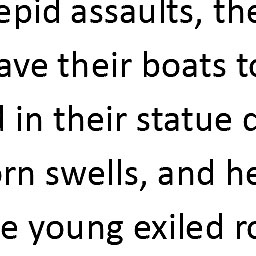 epid assaults, the
ave their boats to
d in their statue c
orn swells, and he
e young exiled ro